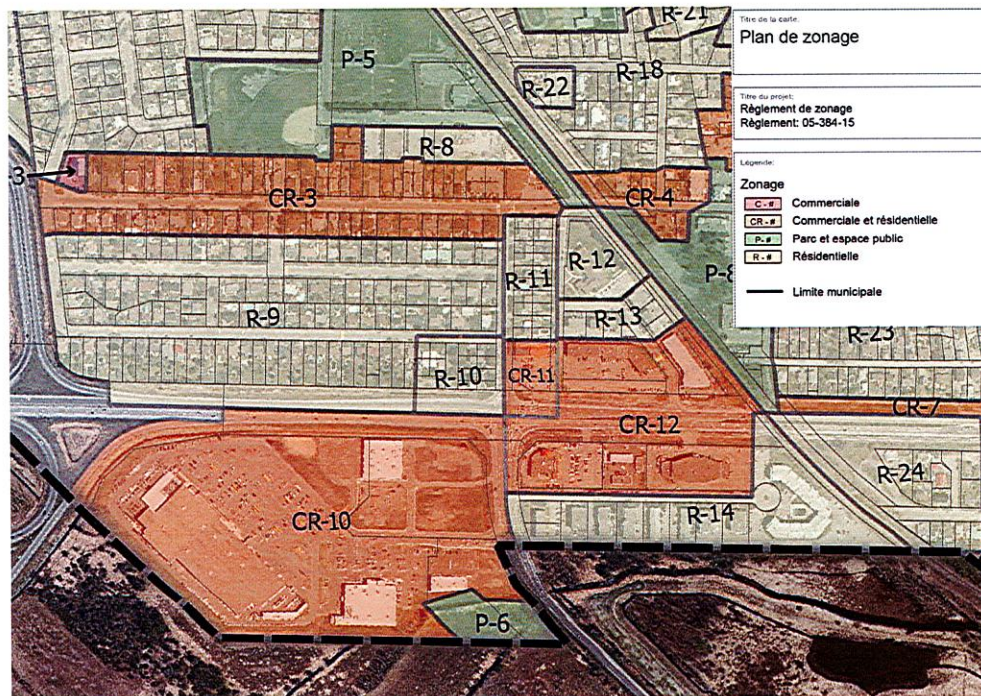 Titre de la carte:
Plan de zonage
Titre du projet:
Règlement de zonage
Règlement: 05-384-15
Légende:
Zonage
C - # Commerciale
CR - # Commerciale et résidentielle
P - # Parc et espace public
R - # Résidentielle
Limite municipale
R-21
P-5
R-18
R-22
R-8
3
CR-3
CR-4
R-11
R-12
P-8
R-9
R-13
R-23
R-10
CR-11
CR-7
CR-12
R-24
CR-10
R-14
P-6